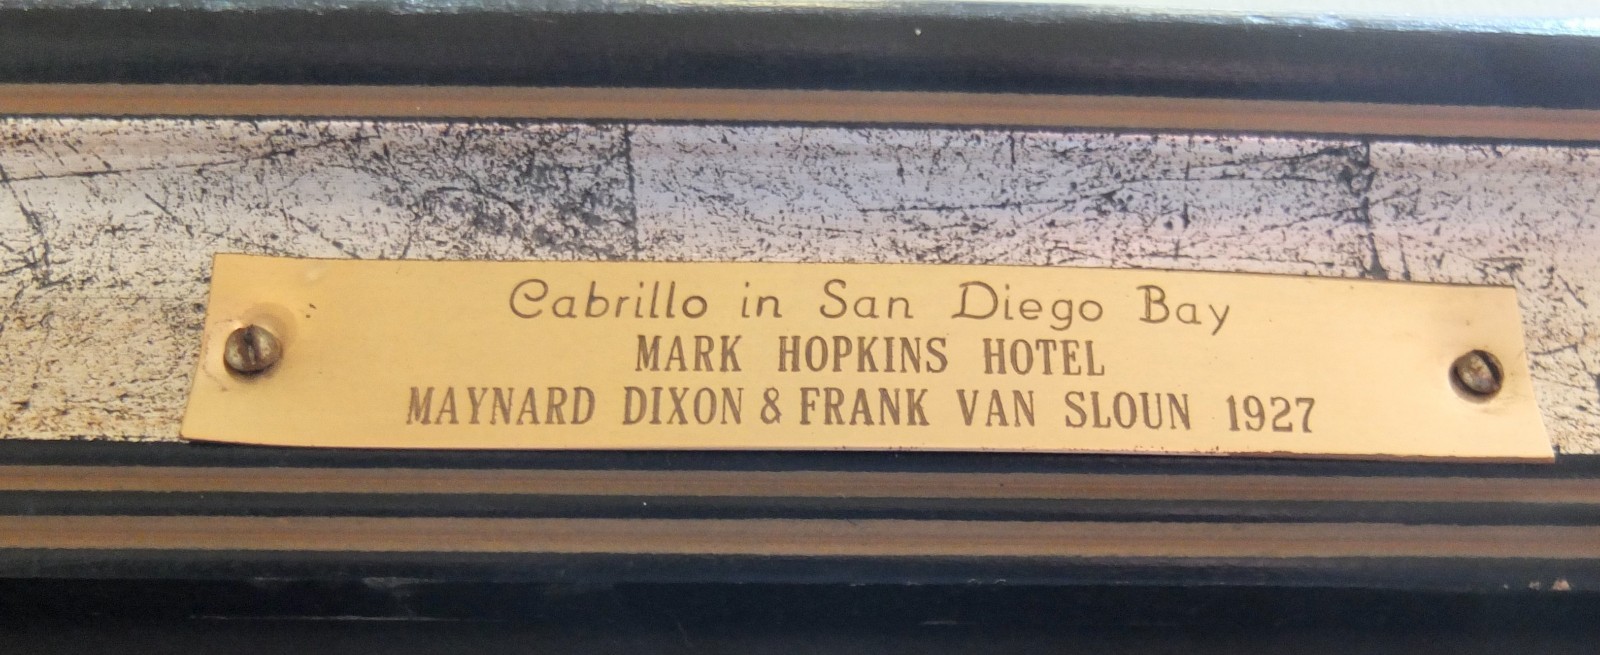 Cabrillo in San Diego Bay
MARK HOPKINS HOTEL
MAYNARD DIXON & FRANK VAN SLOUN 1927